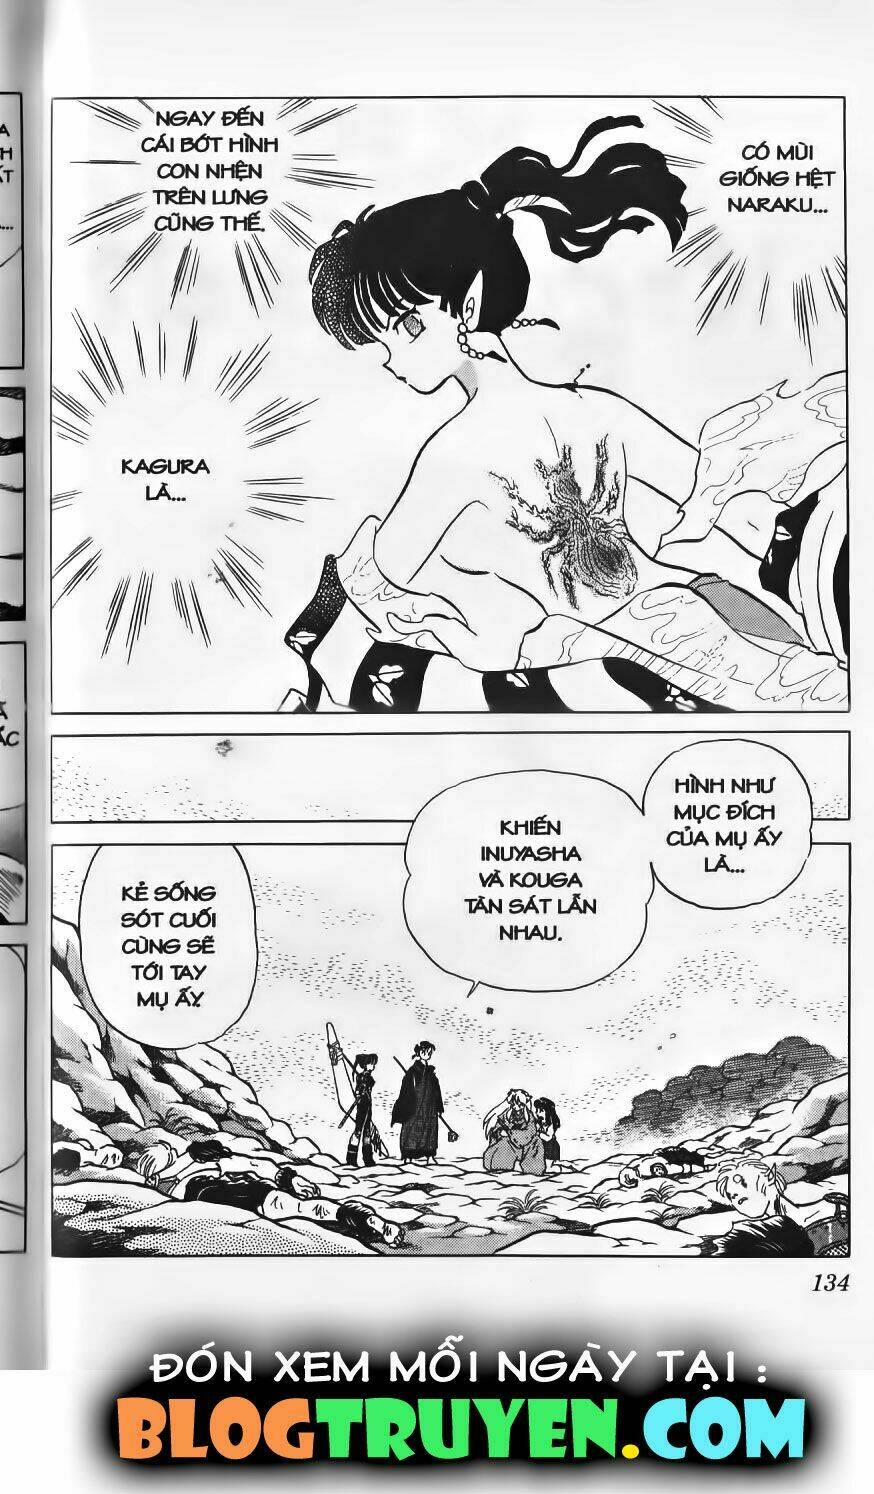 CÓ MÙI
GIỐNG HỆT
NARAKU...
NGAY ĐẾN
CÁI BỚT HÌNH
CON NHỆN
TRÊN LƯNG
CŨNG THẾ.
KAGURA
LÀ...
HÌNH NHƯ
MỤC ĐÍCH
CỦA MỤ ẤY
LÀ...
KHIẾN
INUYASHA
VÀ KOUGA
TÀN SÁT LẪN
NHAU.
KẺ SỐNG
SÓT CUỐI
CÙNG SẼ
TỚI TAY
MỤ ẤY.
134
ĐÓN XEM MỖI NGÀY TẠI :
BLOGTRUYEN.COM